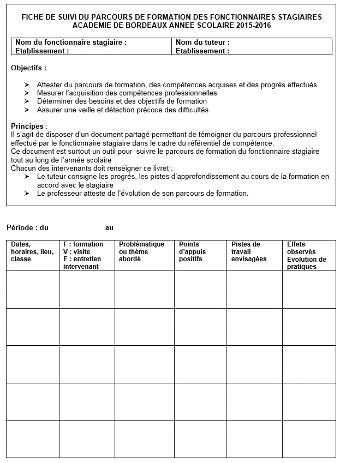 FICHE DE SUIVI DU PARCOURS DE FORMATION DES FONCTIONNAIRES STAGIAIRES
ACADEMIE DE BORDEAUX ANNEE SCOLAIRE 2015-2016
Nom du fonctionnaire stagiaire : Nom du tuteur :
Etablissement : Etablissement :
Objectifs :
➢ Attester du parcours de formation, des compétences acquises et des progrès effectués
➢ Mesurer l'acquisition des compétences professionnelles
➢ Déterminer des besoins et des objectifs de formation
➢ Assurer une veille et détection précoce des difficultés
Principes :
Il s'agit de disposer d'un document partagé permettant de témoigner du parcours professionnel
effectué par le fonctionnaire stagiaire dans le cadre du référentiel de compétence.
Ce document est surtout un outil pour suivre le parcours de formation du fonctionnaire stagiaire
tout au long de l'année scolaire
Chacun des intervenants doit renseigner ce livret :
➢ Le tuteur consigne les progrès, les pistes d'approfondissement au cours de la formation en
accord avec le stagiaire
➢ Le professeur atteste de l'évolution de son parcours de formation.
Période : du au
Dates, F : formation Problématique Points Pistes de Effets
horaires, lieu, V : visite ou thème d'appuis travail observés
classe E : entretien abordé positifs envisagées Evolution de
intervenant pratiques